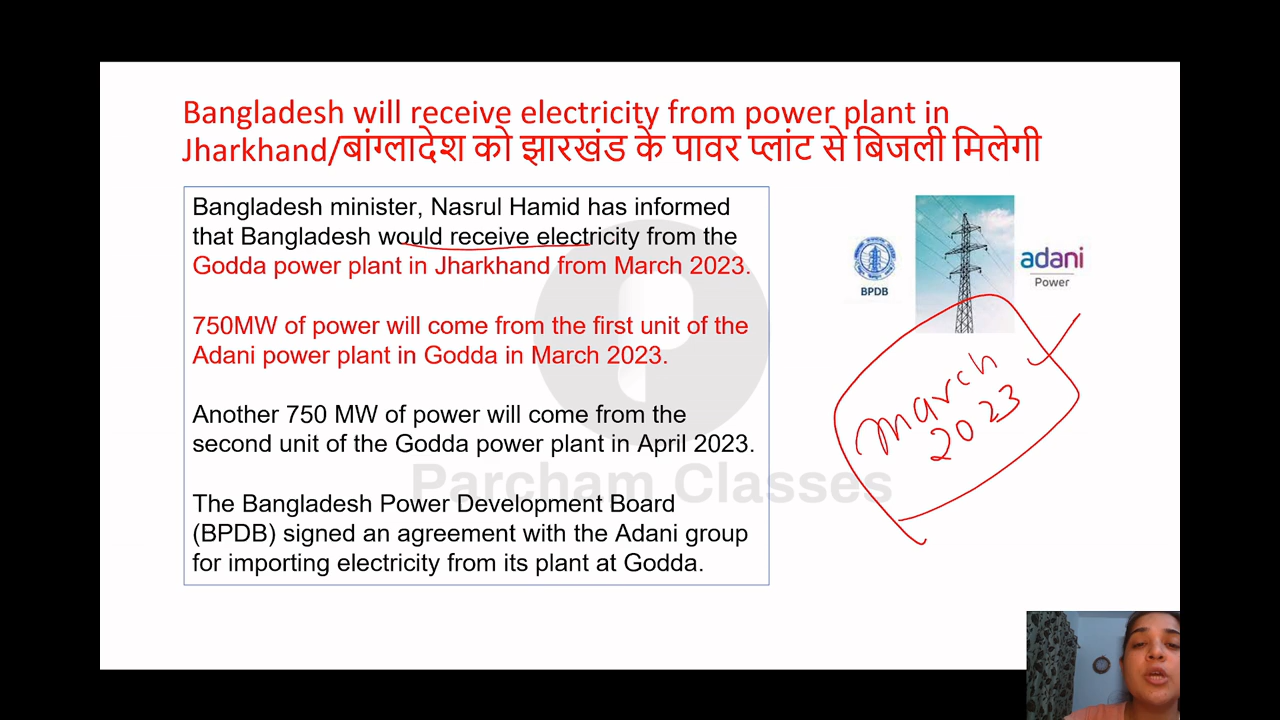 Bangladesh will receive electricity from power plant in
Jharkhand/बांग्लादेश को झारखंड के पावर प्लांट से बिजली मिलेगी
Bangladesh minister, Nasrul Hamid has informed
that Bangladesh would receive electricity from the
Godda power plant in Jharkhand from March 2023.
750MW of power will come from the first unit of the
Adani power plant in Godda in March 2023.
Another 750 MW of power will come from the
second unit of the Godda power plant in April 2023.
The Bangladesh Power Development Board
(BPDB) signed an agreement with the Adani group
for importing electricity from its plant at Godda.
BPDB
adani
Power
March
2023
Parcham Classes